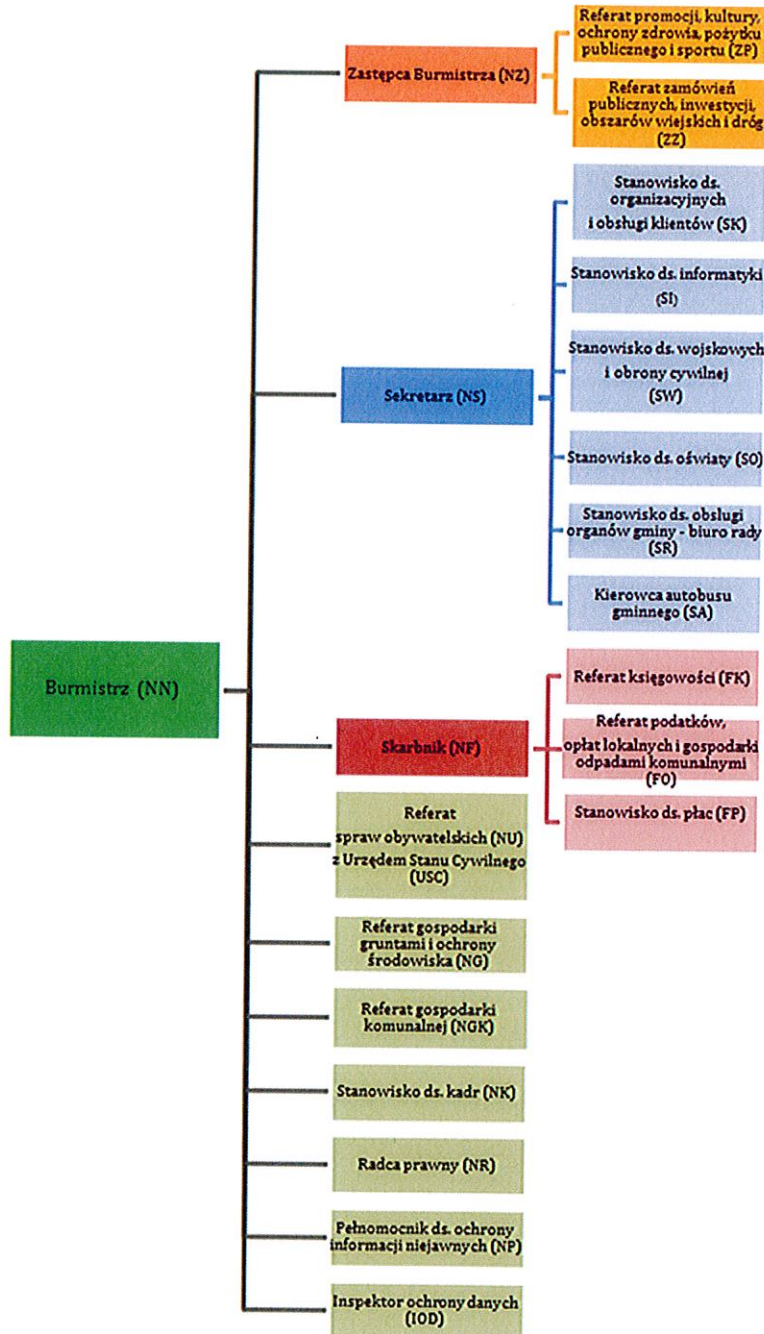 Referat promocji, kultury,
ochrony zdrowia, pożytku
publicznego i sportu (ZP)
Zastępca Burmistrza (NZ)
Referat zamówień
publicznych, inwestycji,
obszarów wiejskich i dróg
(ZZ)
Stanowisko ds.
organizacyjnych
i obsługi klientów (SK)
Stanowisko ds. informatyki
(SI)
Stanowisko ds. wojskowych
i obrony cywilnej
(SW)
Sekretarz (NS)
Stanowisko ds. oświaty (SO)
Stanowisko ds. obsługi
organów gminy - biuro rady
(SR)
Kierowca autobusu
gminnego (SA)
Burmistrz (NN)
Referat księgowości (FK)
Skarbnik (NF)
Referat podatków,
opłat lokalnych i gospodarki
odpadami komunalnymi
(FO)
Stanowisko ds. płac (FP)
Referat
spraw obywatelskich (NU)
z Urzędem Stanu Cywilnego
(USC)
Referat gospodarki
gruntami i ochrony
środowiska (NG)
Referat gospodarki
komunalnej (NGK)
Stanowisko ds. kadr (NK)
Radca prawny (NR)
Pełnomocnik ds. ochrony
informacji niejawnych (NP)
Inspektor ochrony danych
(IOD)